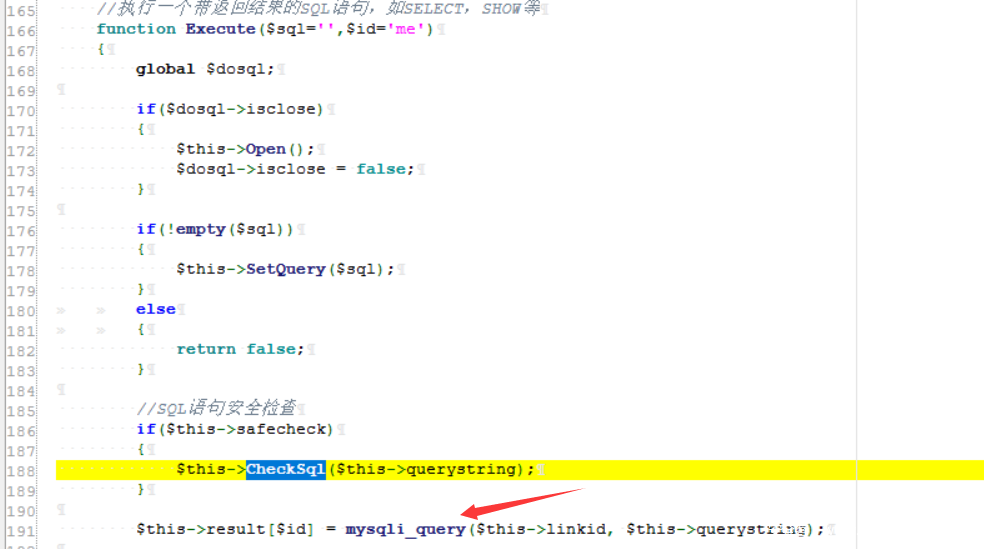 165 //执行一个带返回结果的SQL语句，如SELECT，SHOW等
166 function Execute($sql='',$id='me')
167 {
168 global $dosql;
169
170 if($dosql->isclose)
171 {
172 $this->Open();
173 $dosql->isclose = false;
174 }
175
176 if(!empty($sql))
177 {
178 $this->SetQuery($sql);
179 }
180 else
181 {
182 return false;
183 }
184
185 //SQL语句安全检查
186 if($this->safecheck)
187 {
188 $this->CheckSql($this->querystring);
189 }
190
191 $this->result[$id] = mysqli_query($this->linkid, $this->querystring);